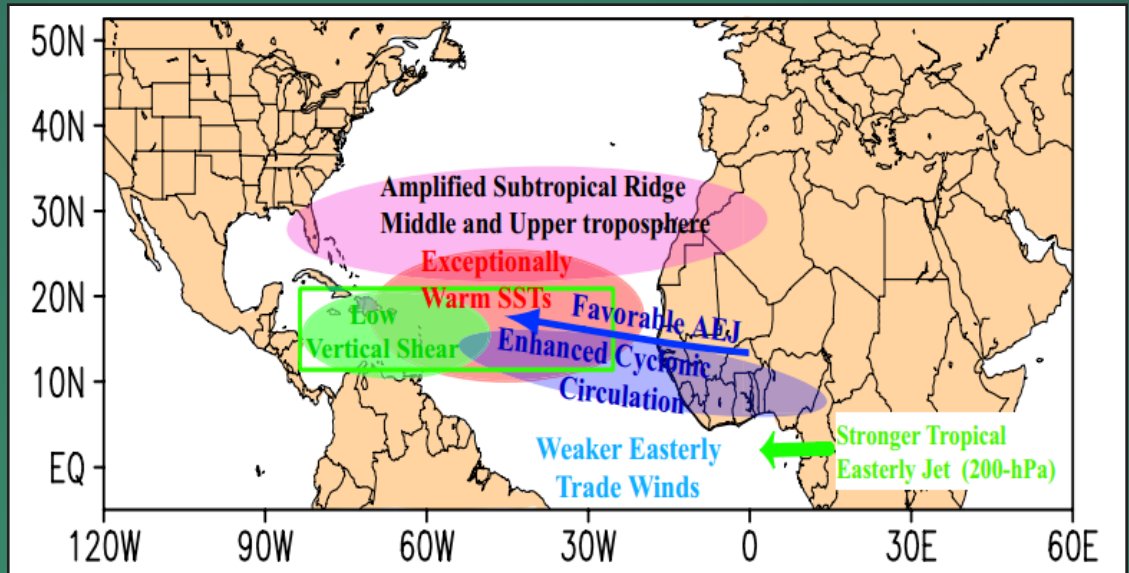 50N
40N
30N
20N
10N
EQ
Amplified Subtropical Ridge
Middle and Upper troposphere
Exceptionally
Warm SSTs
Low
Vertical Shear
Favorable AEJ
Enhanced Cyclonic
Circulation
Weaker Easterly
Trade Winds
Stronger Tropical
Easterly Jet (200-hPa)
120W 90W 60W 30W 0 30E 60E